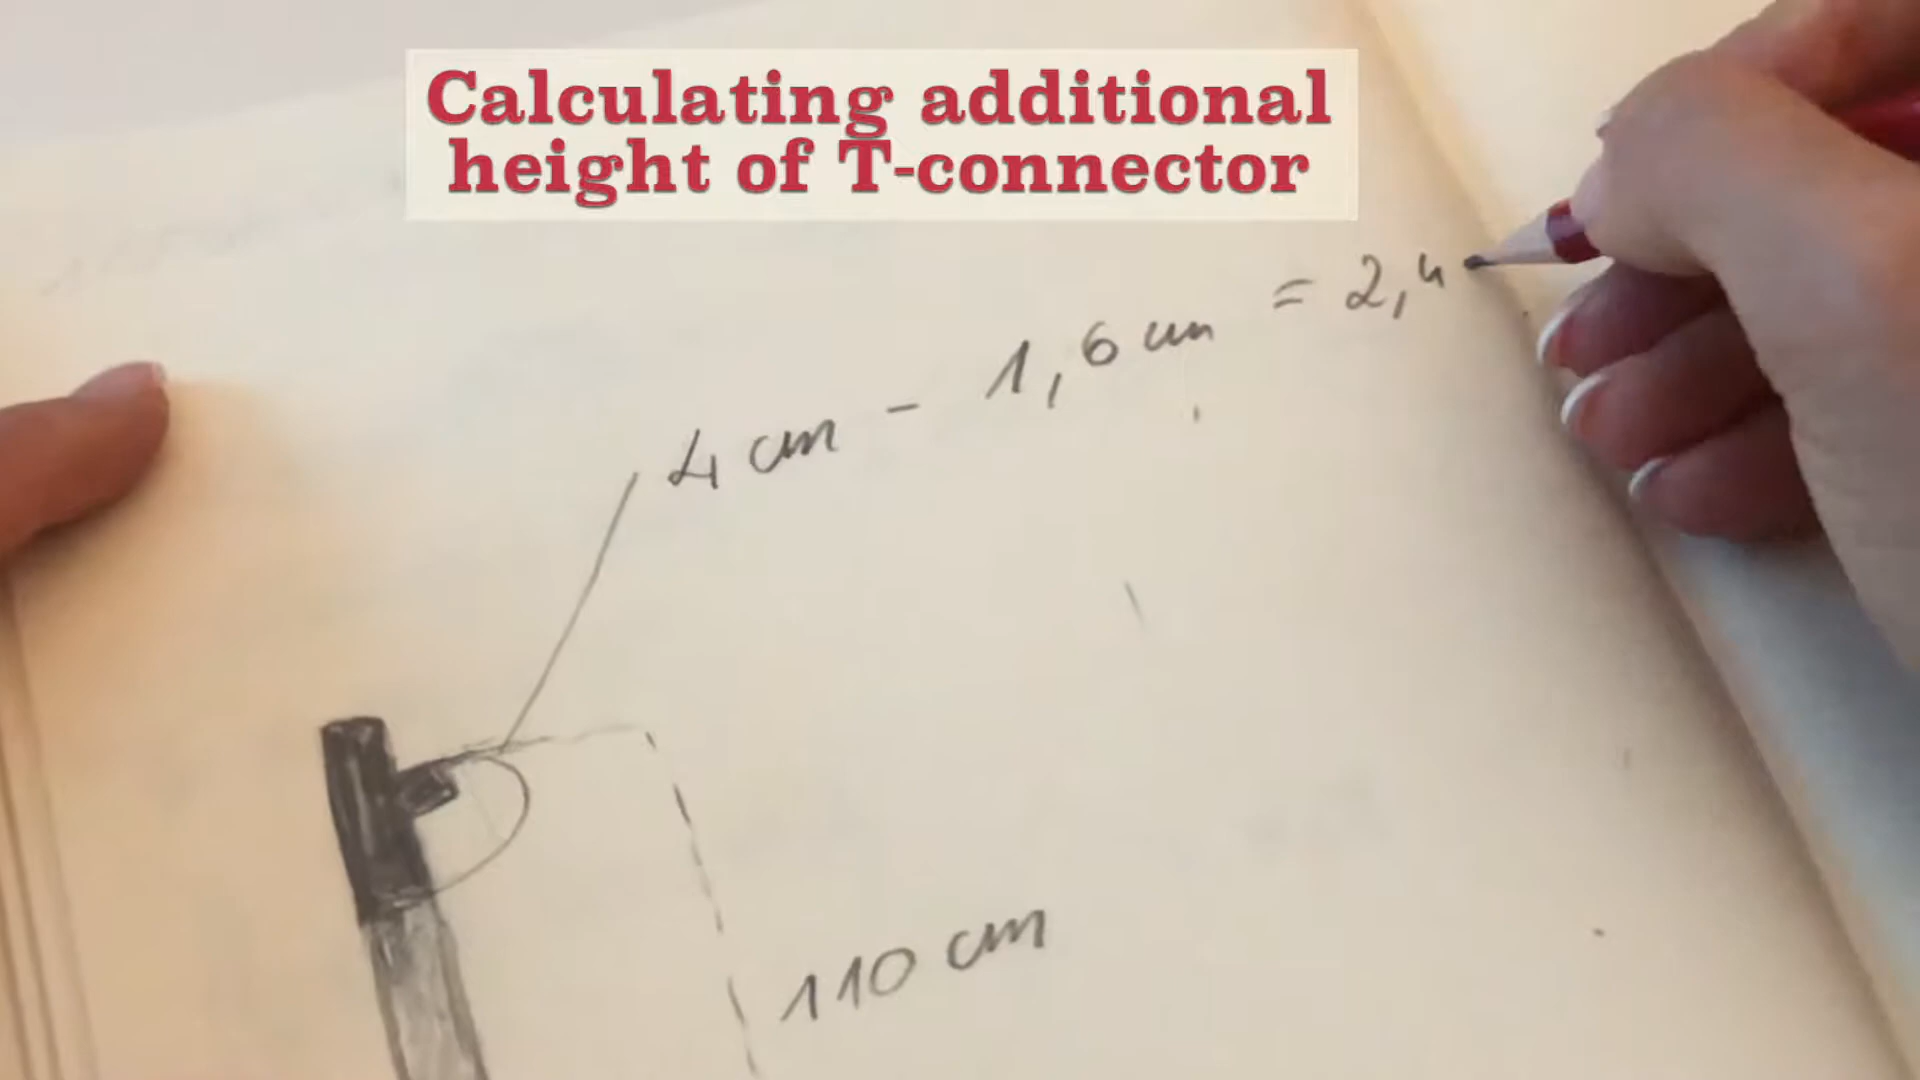 Calculating additional
height of T-connector
4 cm - 1,6 cm = 2,4
110 cm